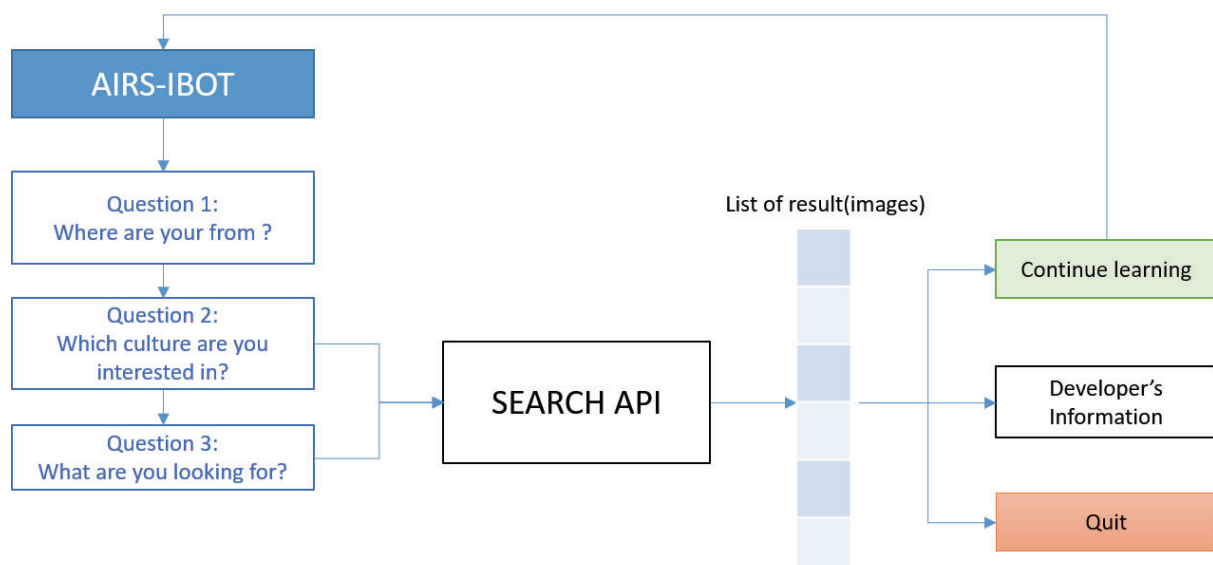 AIRS-IBOT
Question 1:
Where are your from ?
Question 2:
Which culture are you
interested in?
Question 3:
What are you looking for?
SEARCH API
List of result(images)
Continue learning
Developer’s
Information
Quit